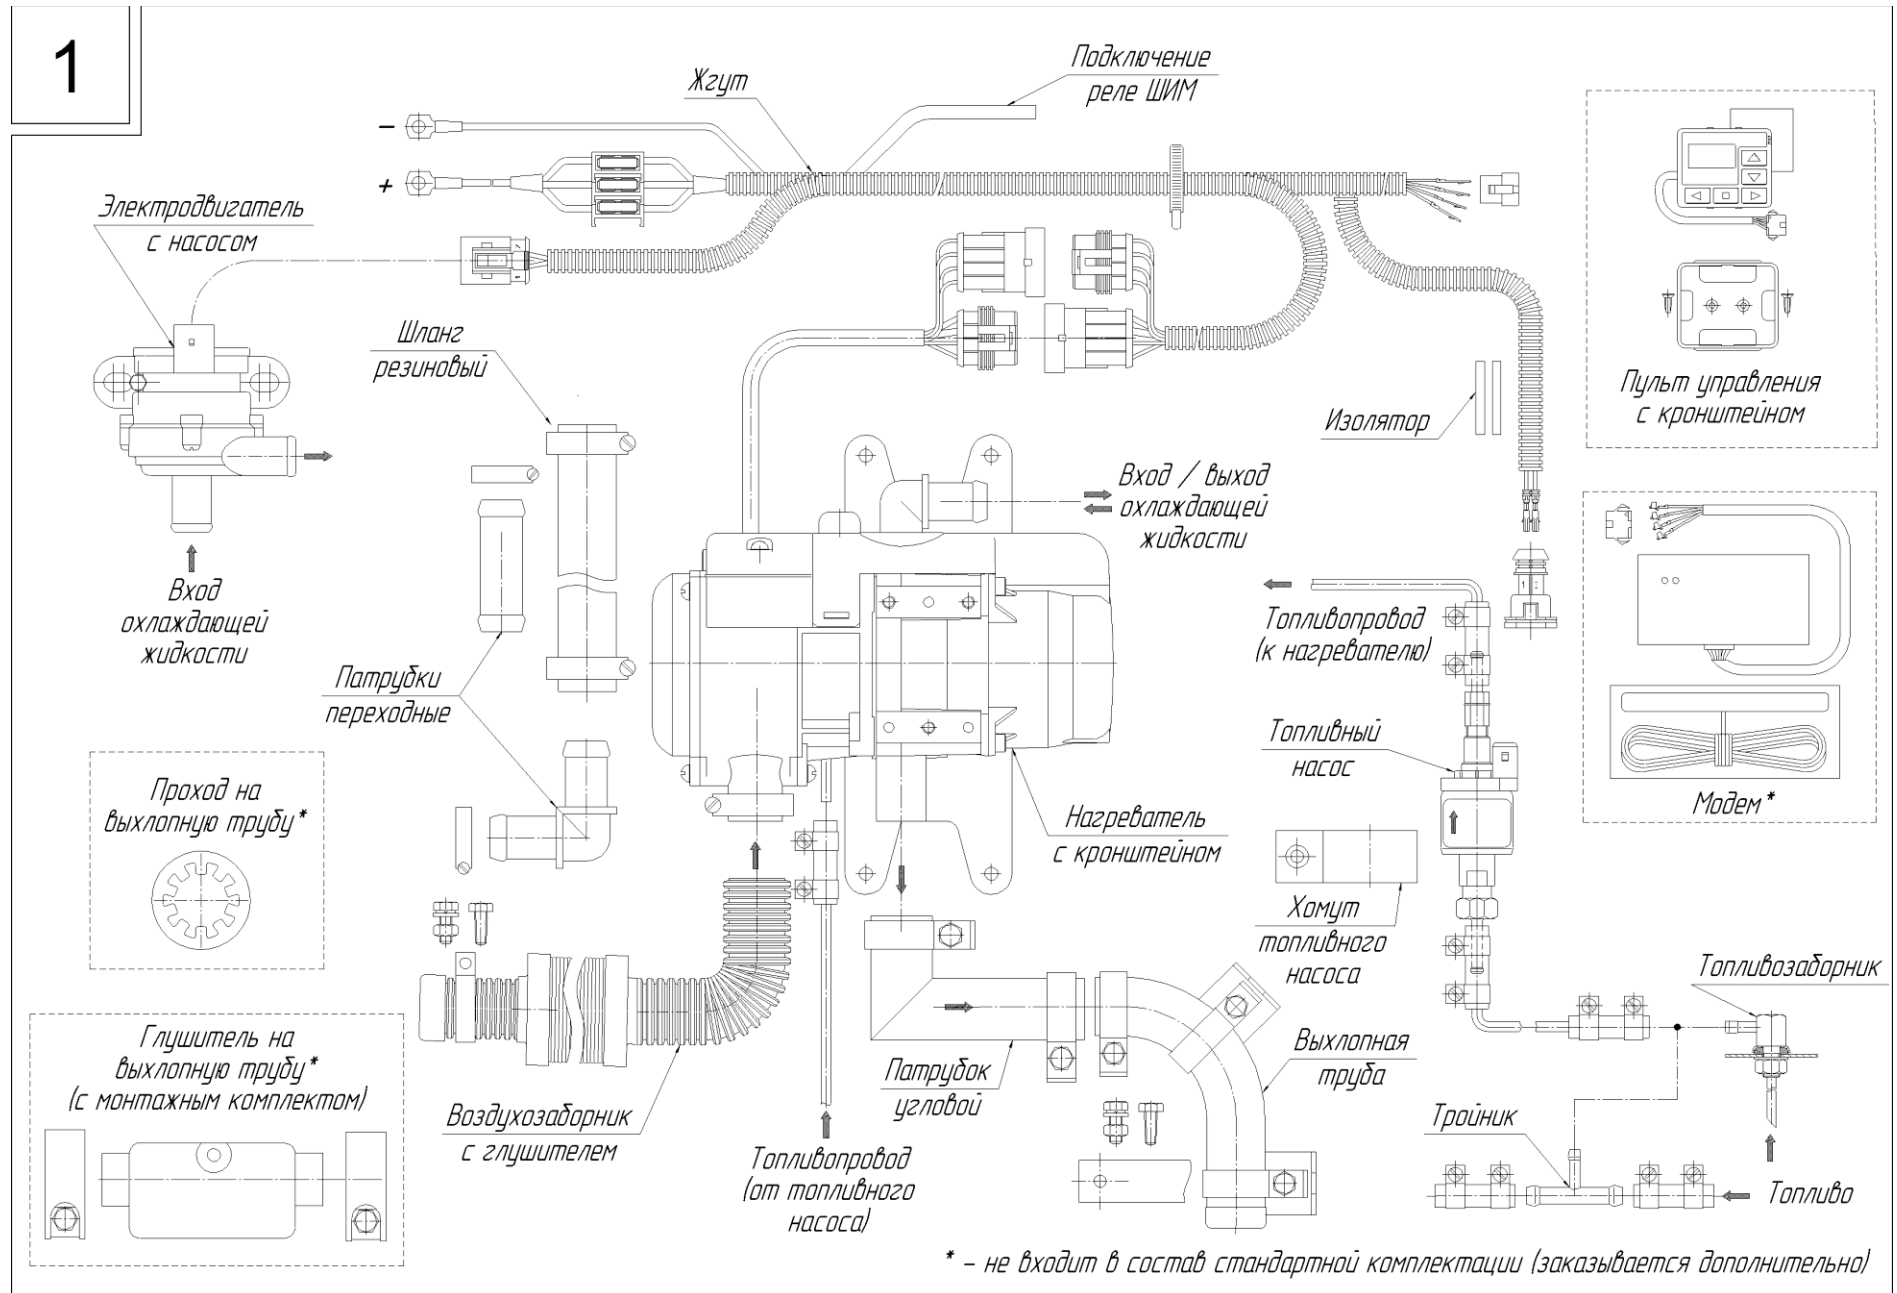 1
Жгут
Подключение
реле ШИМ
−
+
Электродвигатель
с насосом
Шланг
резиновый
Изолятор
Пульт управления
с кронштейном
Вход / выход
охлаждающей
жидкости
Вход
охлаждающей
жидкости
Топливопровод
(к нагревателю)
Патрубки
переходные
Топливный
насос
Модем*
Проход на
выхлопную трубу*
Нагреватель
с кронштейном
Хомут
топливного
насоса
Топливозаборник
Глушитель на
выхлопную трубу*
(с монтажным комплектом)
Выхлопная
труба
Патрубок
угловой
Воздухозаборник
с глушителем
Тройник
Топливопровод
(от топливного
насоса)
Топливо
* – не входит в состав стандартной комплектации (заказывается дополнительно)